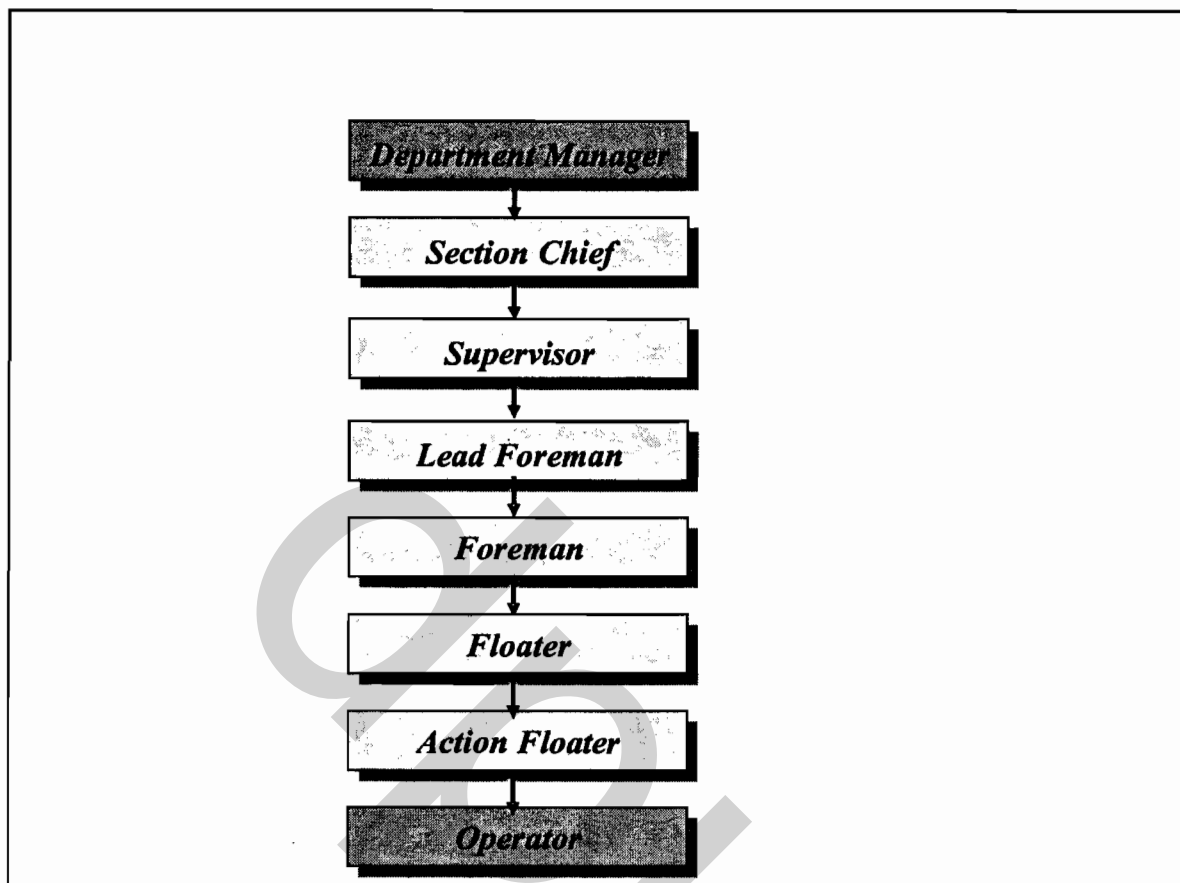 Department Manager
Section Chief
Supervisor
Lead Foreman
Foreman
Floater
Action Floater
Operator